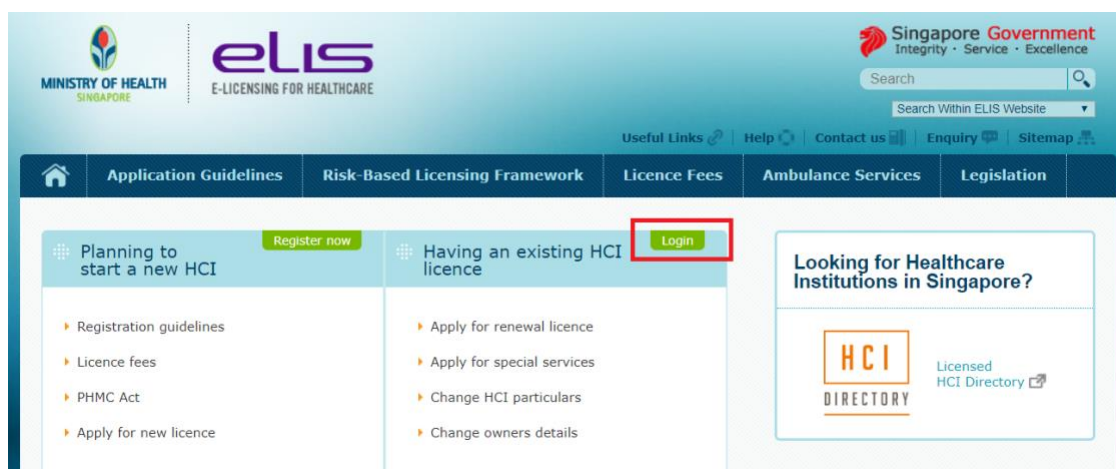 MINISTRY OF HEALTH
SINGAPORE
eLIS
E-LICENSING FOR HEALTHCARE
Singapore Government
Integrity · Service · Excellence
Search
Search Within ELIS Website
Useful Links | Help | Contact us | Enquiry | Sitemap
Application Guidelines Risk-Based Licensing Framework Licence Fees Ambulance Services Legislation
Planning to
start a new HCI
Register now
Registration guidelines
Licence fees
PHMC Act
Apply for new licence
Having an existing HCI
licence
Login
Apply for renewal licence
Apply for special services
Change HCI particulars
Change owners details
Looking for Healthcare
Institutions in Singapore?
HCI
DIRECTORY
Licensed
HCI Directory